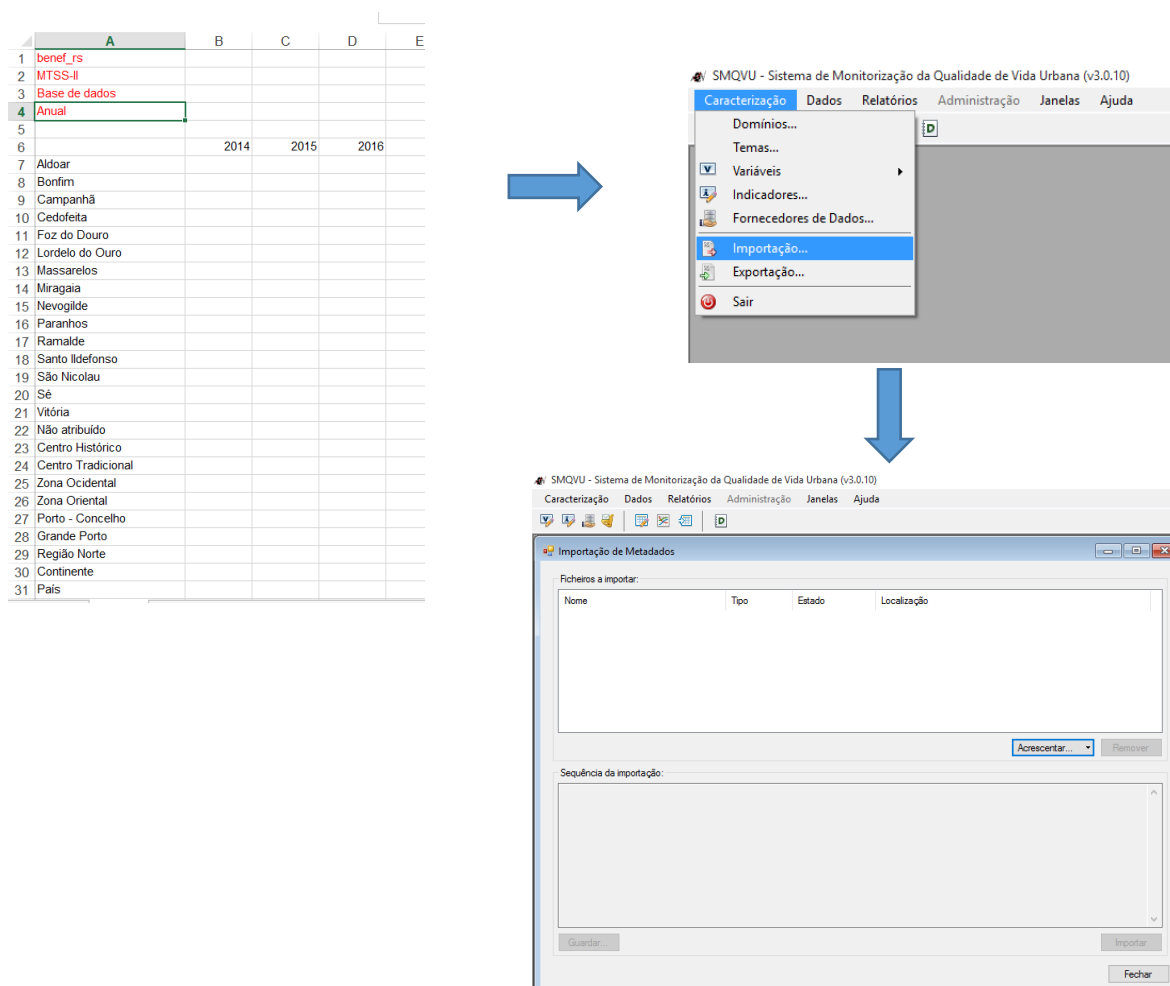 A B C D E
1 benef_rs
2 MTSS-II
3 Base de dados
4 Anual
5
6 2014 2015 2016
7 Aldoar
8 Bonfim
9 Campanhã
10 Cedofeita
11 Foz do Douro
12 Lordelo do Ouro
13 Massarelos
14 Miragaia
15 Nevogilde
16 Paranhos
17 Ramalde
18 Santo Ildefonso
19 São Nicolau
20 Sé
21 Vitória
22 Não atribuído
23 Centro Histórico
24 Centro Tradicional
25 Zona Ocidental
26 Zona Oriental
27 Porto - Concelho
28 Grande Porto
29 Região Norte
30 Continente
31 País
SMQVU - Sistema de Monitorização da Qualidade de Vida Urbana (v3.0.10)
Caracterização Dados Relatórios Administração Janelas Ajuda
Domínios...
Temas...
Variáveis
Indicadores...
Fornecedores de Dados...
Importação...
Exportação...
Sair
SMQVU - Sistema de Monitorização da Qualidade de Vida Urbana (v3.0.10)
Caracterização Dados Relatórios Administração Janelas Ajuda
Importação de Metadados
Ficheiros a importar:
Nome Tipo Estado Localização
Acrescentar... Remover
Sequência da importação:
Guardar... Importar
Fechar